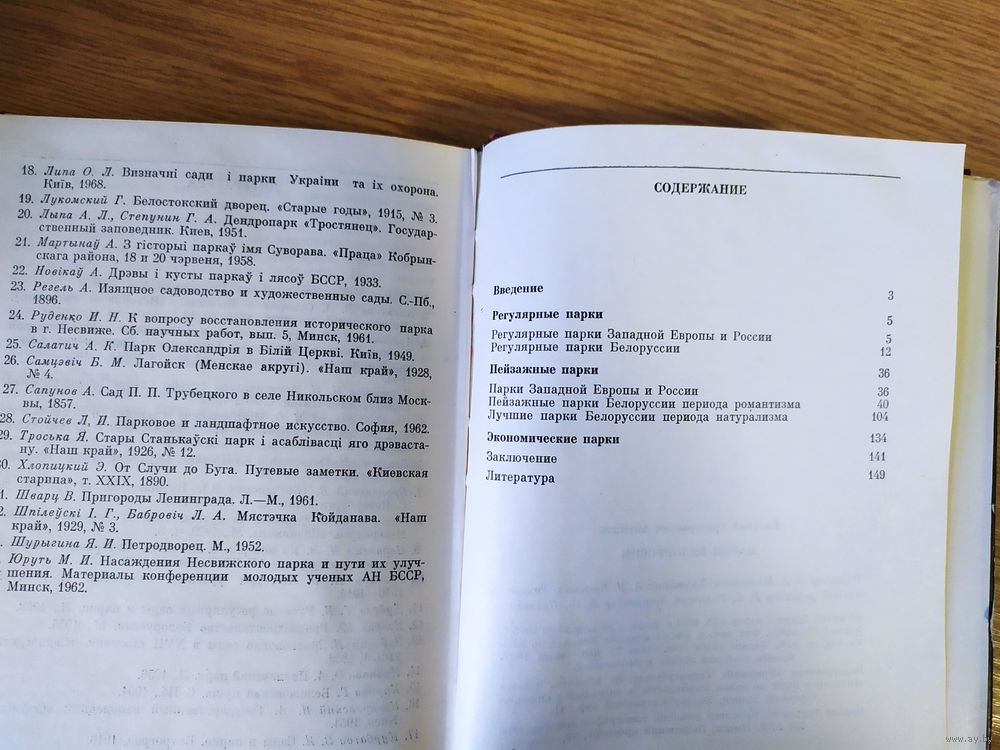 18. Липа О. Л. Визначні сади і парки України та їх охорона.
Київ, 1968.
19. Лукомский Г. Белостокский дворец. «Старые годы», 1915, № 3.
20. Лыпа А. Л., Степунин Г. А. Дендропарк «Тростянец». Государ-
ственный заповедник. Киев, 1951.
21. Мартынаў А. З гісторыі паркаў імя Суворава. «Праца» Кобрын-
скага района, 18 и 20 чэрвеня, 1958.
22. Новікаў А. Дрэвы і кусты паркаў і лясоў БССР, 1933.
23. Регель А. Изящное садоводство и художественные сады. С.-Пб.,
1896.
24. Руденко И. Н. К вопросу восстановления исторического парка
в г. Несвиже. Сб. научных работ, вып. 5, Минск, 1961.
25. Салатич А. К. Парк Олександрія в Білій Церкві. Київ, 1949.
26. Самцэвіч Б. М. Лагойск (Менскае акругі). «Наш край», 1928,
№ 4.
27. Сапунов А. Сад П. П. Трубецкого в селе Никольском близ Моск-
вы, 1857.
28. Стойчев Л, И. Парковое и ландшафтное искусство. София, 1962.
29. Троська Я. Стары Станькаўскі парк і асаблівасці яго дрэваста-
ну. «Наш край», 1926, № 12.
0. Хлопицкий Э. От Случи до Буга. Путевые заметки. «Киевская
старина», т. XXIX, 1890.
1. Шварц В. Пригороды Ленинграда. Л.—М., 1961.
2. Шпілеўскі І. Г., Бабровіч Л. А. Мястэчка Койданава. «Наш
край», 1929, № 3.
Шурыгина Я. И. Петродворец. М., 1952.
Юруть М. И. Насаждения Несвижского парка и пути их улуч-
шения. Материалы конференции молодых ученых АН БССР,
Минск, 1962.
СОДЕРЖАНИЕ
Введение 3
Регулярные парки 5
Регулярные парки Западной Европы и России 5
Регулярные парки Белоруссии 12
Пейзажные парки 36
Парки Западной Европы и России 36
Пейзажные парки Белоруссии периода романтизма 40
Лучшие парки Белоруссии периода натурализма 104
Экономические парки 134
Заключение 141
Литература 149
www.ay.by